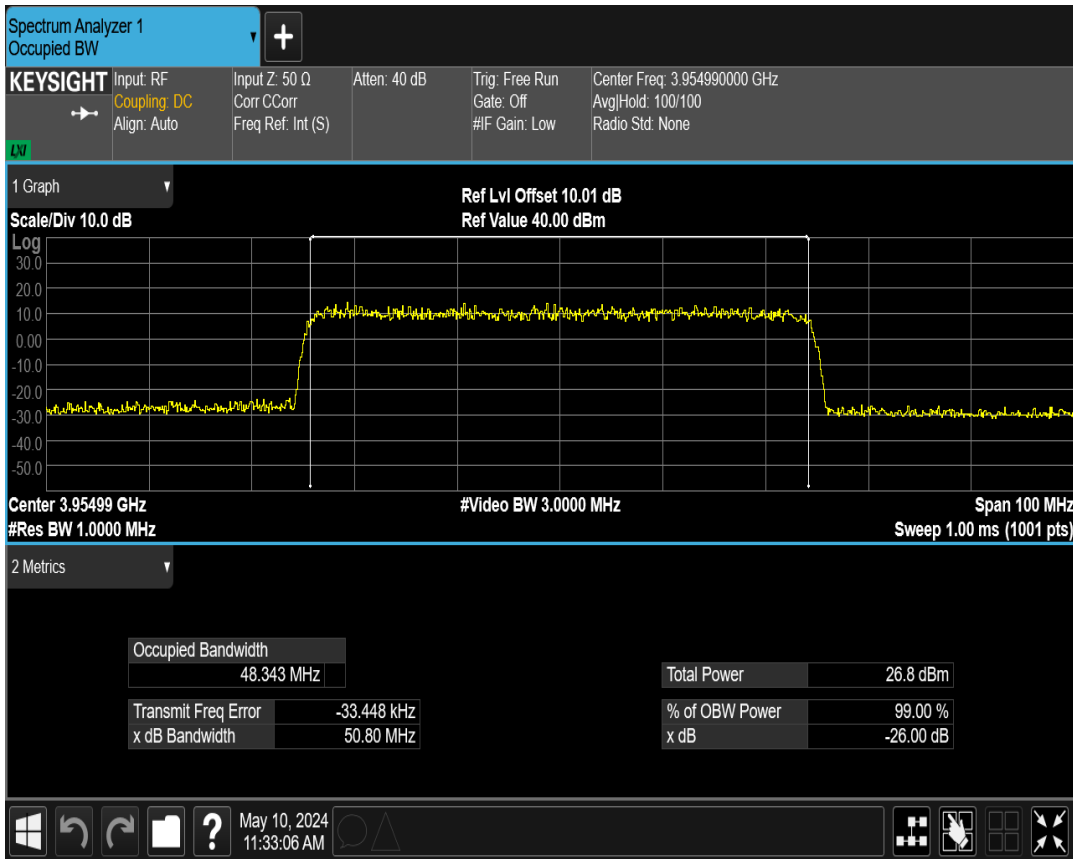 Spectrum Analyzer 1
Occupied BW
+
KEYSIGHT
LXI
Input: RF
Coupling: DC
Align: Auto
Input Z: 50 Ω
Corr CCorr
Freq Ref: Int (S)
Atten: 40 dB
Trig: Free Run
Gate: Off
#IF Gain: Low
Center Freq: 3.954990000 GHz
Avg|Hold: 100/100
Radio Std: None
1 Graph
Scale/Div 10.0 dB
Ref Lvl Offset 10.01 dB
Ref Value 40.00 dBm
Log
30.0
20.0
10.0
0.00
-10.0
-20.0
-30.0
-40.0
-50.0
Center 3.95499 GHz
#Video BW 3.0000 MHz
Span 100 MHz
#Res BW 1.0000 MHz
Sweep 1.00 ms (1001 pts)
2 Metrics
Occupied Bandwidth
48.343 MHz
Transmit Freq Error -33.448 kHz
x dB Bandwidth 50.80 MHz
Total Power 26.8 dBm
% of OBW Power 99.00 %
x dB -26.00 dB
?
May 10, 2024
11:33:06 AM